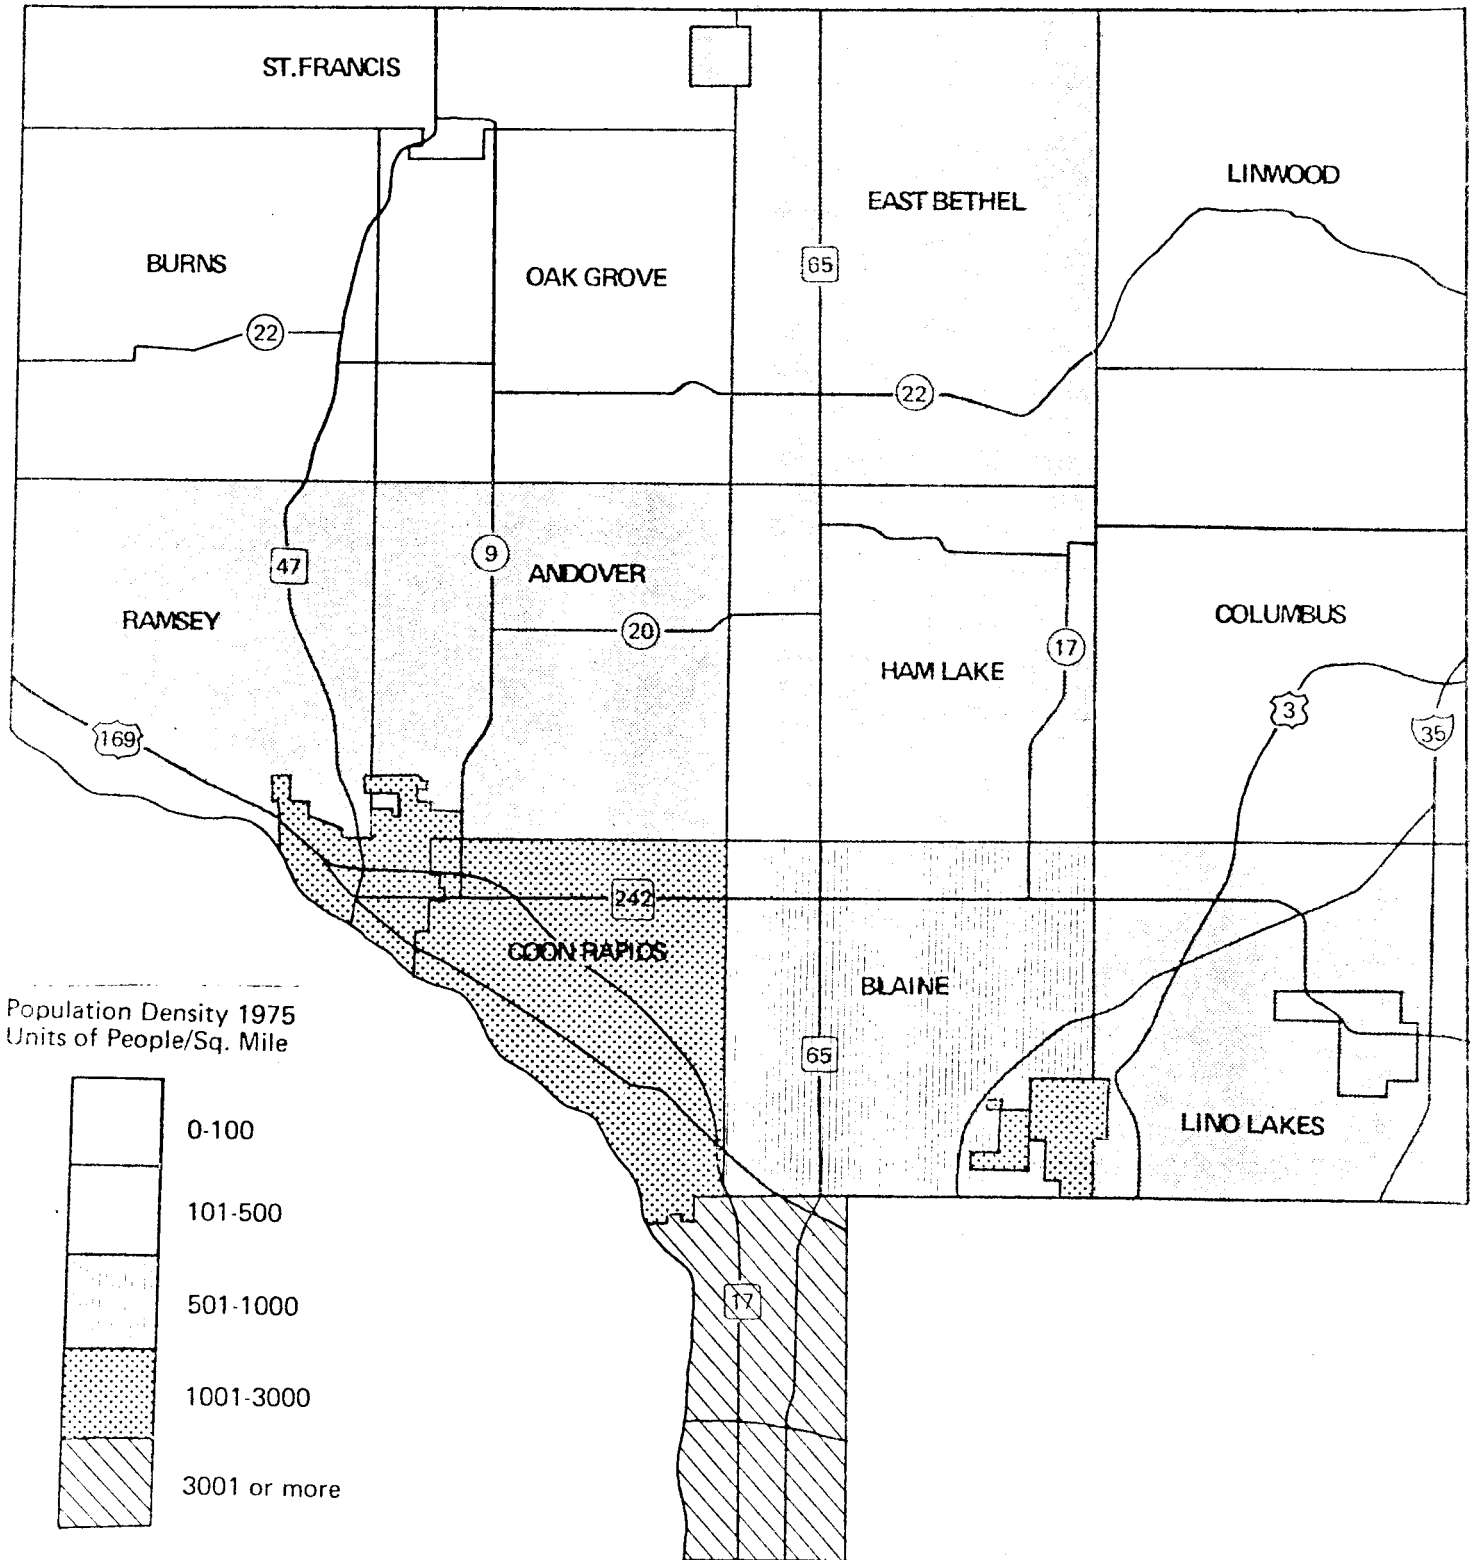 ST.FRANCIS
LINWOOD
EAST BETHEL
BURNS
OAK GROVE
65
22
22
47
9
ANDOVER
RAMSEY
20
COLUMBUS
17
HAM LAKE
3
169
35
242
COON RAPIDS
BLAINE
Population Density 1975
Units of People/Sq. Mile
65
0-100
LINO LAKES
101-500
501-1000
17
1001-3000
3001 or more